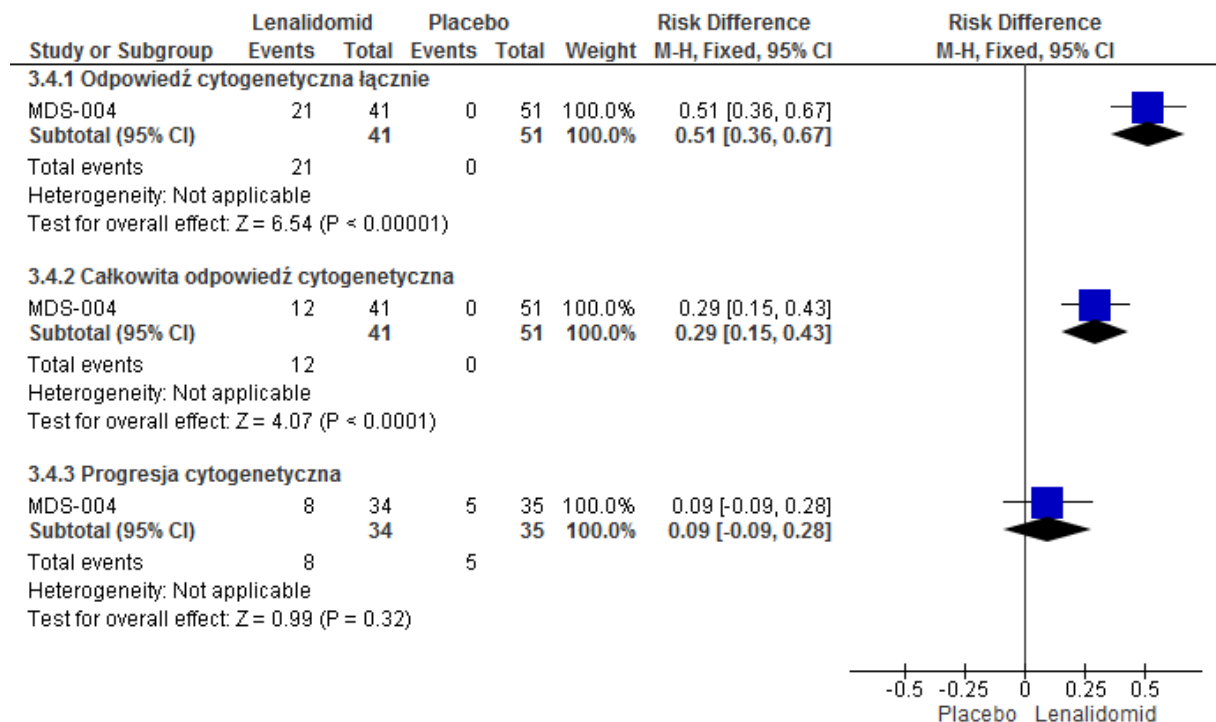 Lenalidomid Placebo Risk Difference Risk Difference
Study or Subgroup Events Total Events Total Weight M-H, Fixed, 95% CI M-H, Fixed, 95% CI
3.4.1 Odpowiedź cytogenetyczna łącznie
MDS-004 21 41 0 51 100.0% 0.51 [0.36, 0.67]
Subtotal (95% CI) 41 51 100.0% 0.51 [0.36, 0.67]
Total events 21 0
Heterogeneity: Not applicable
Test for overall effect: Z = 6.54 (P < 0.00001)
3.4.2 Całkowita odpowiedź cytogenetyczna
MDS-004 12 41 0 51 100.0% 0.29 [0.15, 0.43]
Subtotal (95% CI) 41 51 100.0% 0.29 [0.15, 0.43]
Total events 12 0
Heterogeneity: Not applicable
Test for overall effect: Z = 4.07 (P < 0.0001)
3.4.3 Progresja cytogenetyczna
MDS-004 8 34 5 35 100.0% 0.09 [-0.09, 0.28]
Subtotal (95% CI) 34 35 100.0% 0.09 [-0.09, 0.28]
Total events 8 5
Heterogeneity: Not applicable
Test for overall effect: Z = 0.99 (P = 0.32)
-0.5 -0.25 0 0.25 0.5
Placebo Lenalidomid